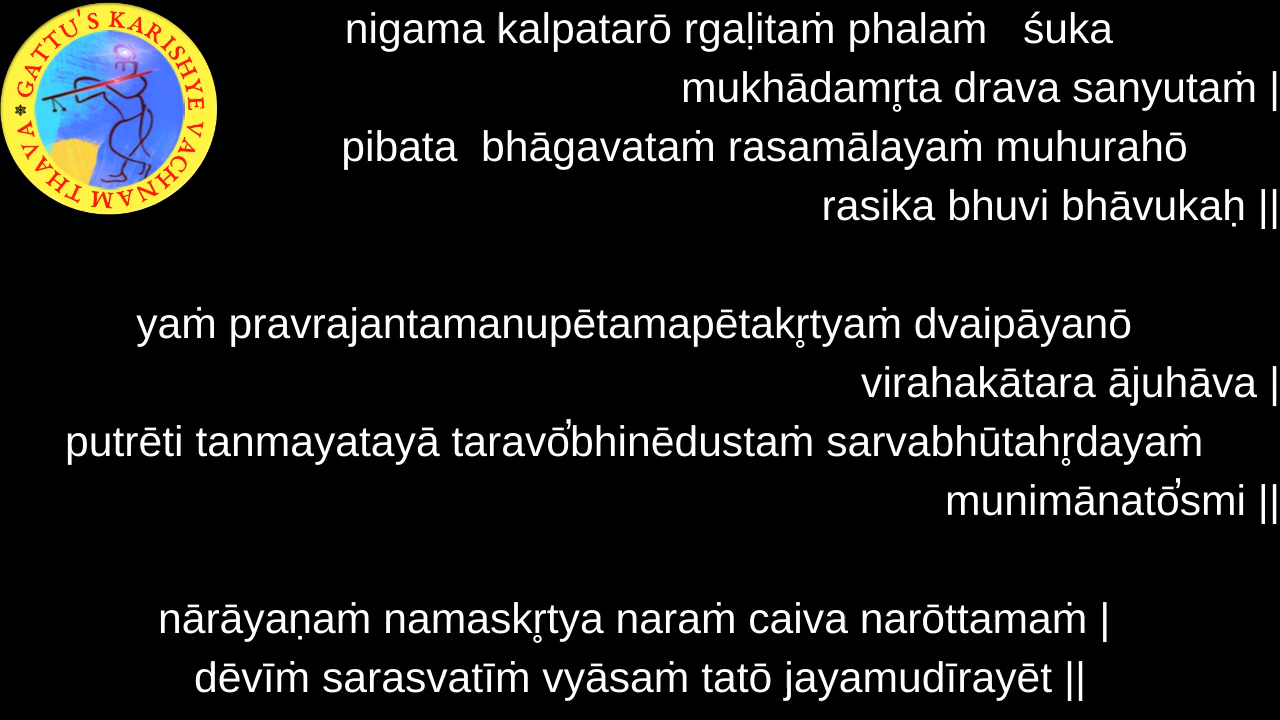 GATTU'S KARISHYE VACHNAM THAVA
nigama kalpatarō rgaḷitaṁ phalaṁ śuka
mukhādamr̥ta drava sanyutaṁ |
pibata bhāgavataṁ rasamālayaṁ muhurahō
rasika bhuvi bhāvukaḥ ||
yaṁ pravrajantamanupētamapētakr̥tyaṁ dvaipāyanō
virahakātara ājuhāva |
putrēti tanmayatayā taravō̕bhinēdustaṁ sarvabhūtahr̥dayaṁ
munimānatō̕smi ||
nārāyaṇaṁ namaskr̥tya naraṁ caiva narōttamaṁ |
dēvīṁ sarasvatīṁ vyāsaṁ tatō jayamudīrayēt ||